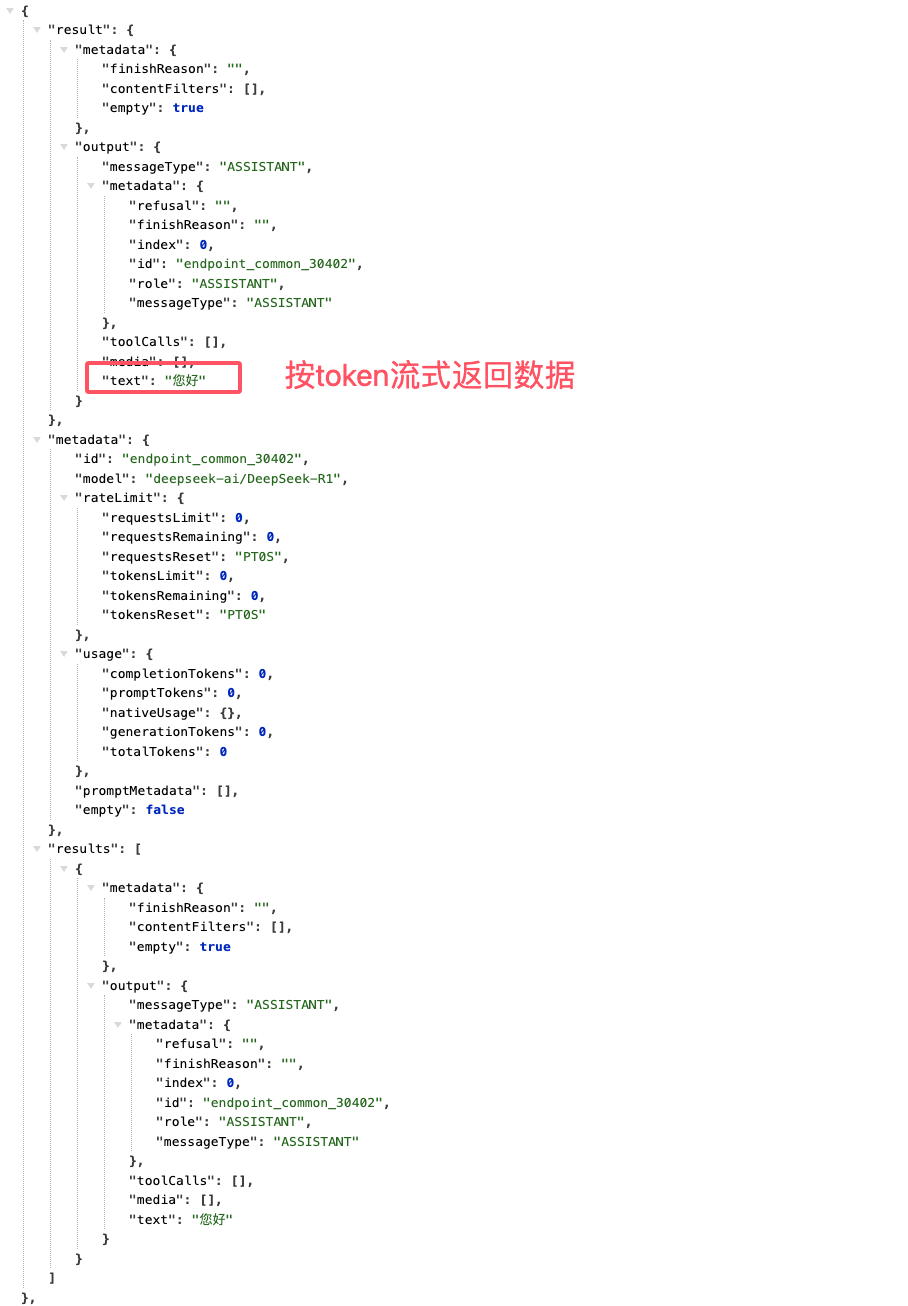 {
"result": {
"metadata": {
"finishReason": "",
"contentFilters": [],
"empty": true
},
"output": {
"messageType": "ASSISTANT",
"metadata": {
"refusal": "",
"finishReason": "",
"index": 0,
"id": "endpoint_common_30402",
"role": "ASSISTANT",
"messageType": "ASSISTANT"
},
"toolCalls": [],
"media": [],
"text": "您好" 按token流式返回数据
}
},
"metadata": {
"id": "endpoint_common_30402",
"model": "deepseek-ai/DeepSeek-R1",
"rateLimit": {
"requestsLimit": 0,
"requestsRemaining": 0,
"requestsReset": "PT0S",
"tokensLimit": 0,
"tokensRemaining": 0,
"tokensReset": "PT0S"
},
"usage": {
"completionTokens": 0,
"promptTokens": 0,
"nativeUsage": {},
"generationTokens": 0,
"totalTokens": 0
},
"promptMetadata": [],
"empty": false
},
"results": [
{
"metadata": {
"finishReason": "",
"contentFilters": [],
"empty": true
},
"output": {
"messageType": "ASSISTANT",
"metadata": {
"refusal": "",
"finishReason": "",
"index": 0,
"id": "endpoint_common_30402",
"role": "ASSISTANT",
"messageType": "ASSISTANT"
},
"toolCalls": [],
"media": [],
"text": "您好"
}
}
]
},